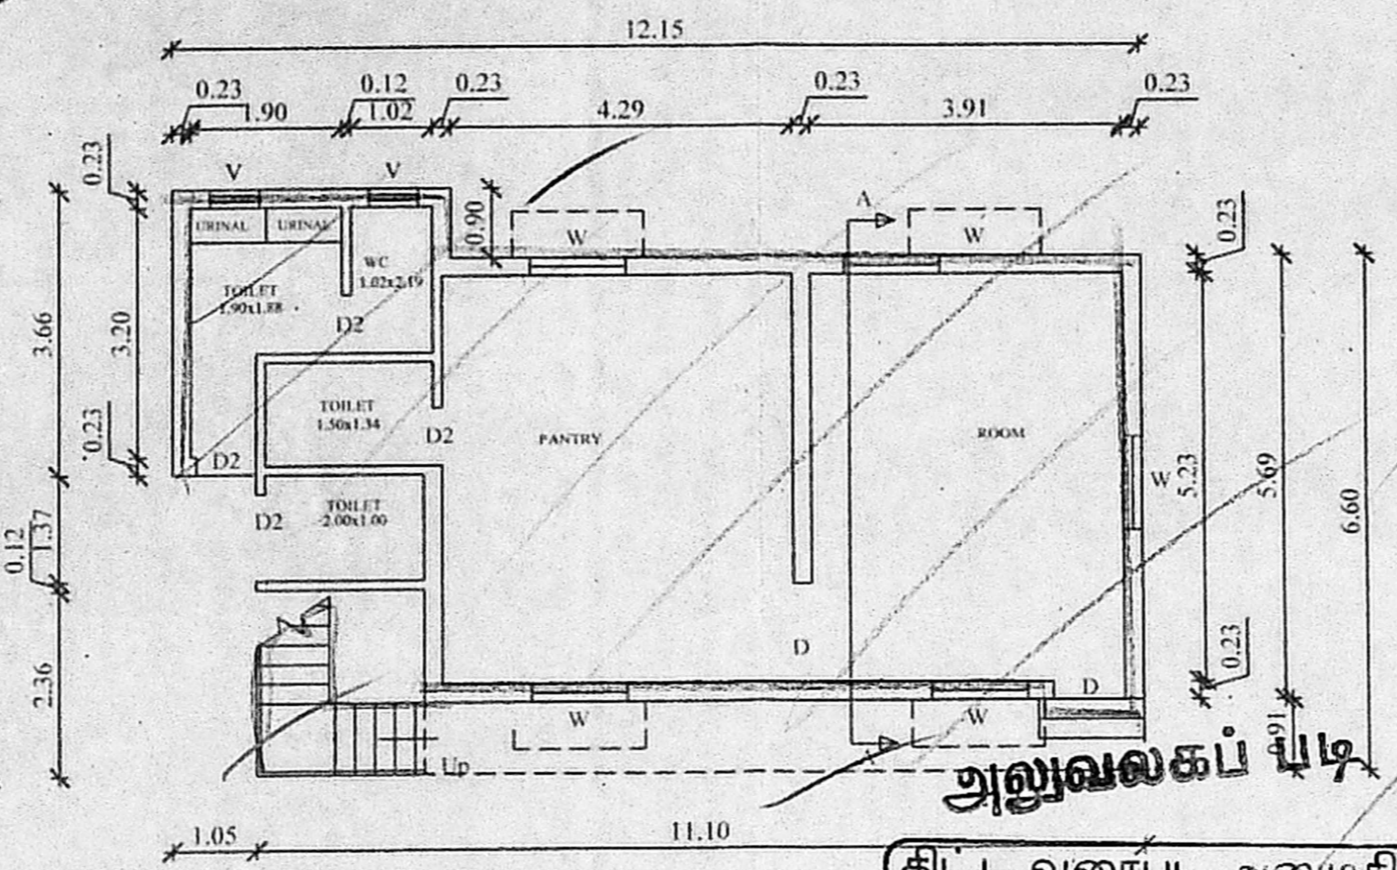 12.15
0.23 0.12 0.23 0.23 0.23
1.90 1.02 4.29 3.91
V V
0.23
URINAL URINAL
0.90
W A W
0.23
WC
1.02x2.19
TOILET
1.90x1.88
D2
3.66 3.20
TOILET
1.50x1.34
D2
PANTRY
ROOM
D2
0.23
W 5.23 5.69 6.60
TOILET
2.00x1.00
D2
0.12 1.37
D
0.23
2.36
D
W W
A
0.91
Up
அலுவலகப் படி
1.05 11.10